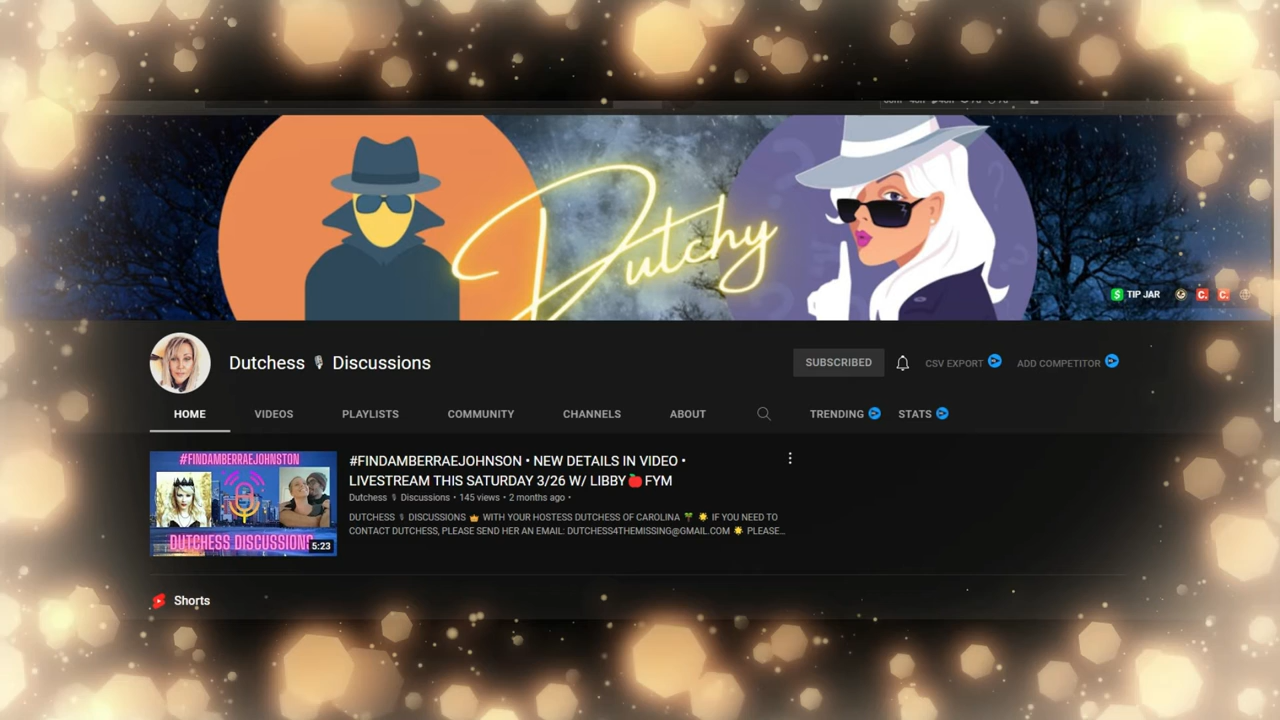 Dutchy
TIP JAR
Dutchess 🎙 Discussions
SUBSCRIBED
CSV EXPORT
ADD COMPETITOR
HOME
VIDEOS
PLAYLISTS
COMMUNITY
CHANNELS
ABOUT
TRENDING
STATS
#FINDAMBERRAEJOHNSTON
DUTCHESS DISCUSSIONS
5:23
#FINDAMBERRAEJOHNSON • NEW DETAILS IN VIDEO •
LIVESTREAM THIS SATURDAY 3/26 W/ LIBBY🍎FYM
Dutchess 🎙 Discussions • 145 views • 2 months ago •
DUTCHESS 🎙 DISCUSSIONS 👑 WITH YOUR HOSTESS DUTCHESS OF CAROLINA 🌴 🌟 IF YOU NEED TO
CONTACT DUTCHESS, PLEASE SEND HER AN EMAIL: DUTCHESS4THEMISSING@GMAIL.COM 🌟 PLEASE...
Shorts